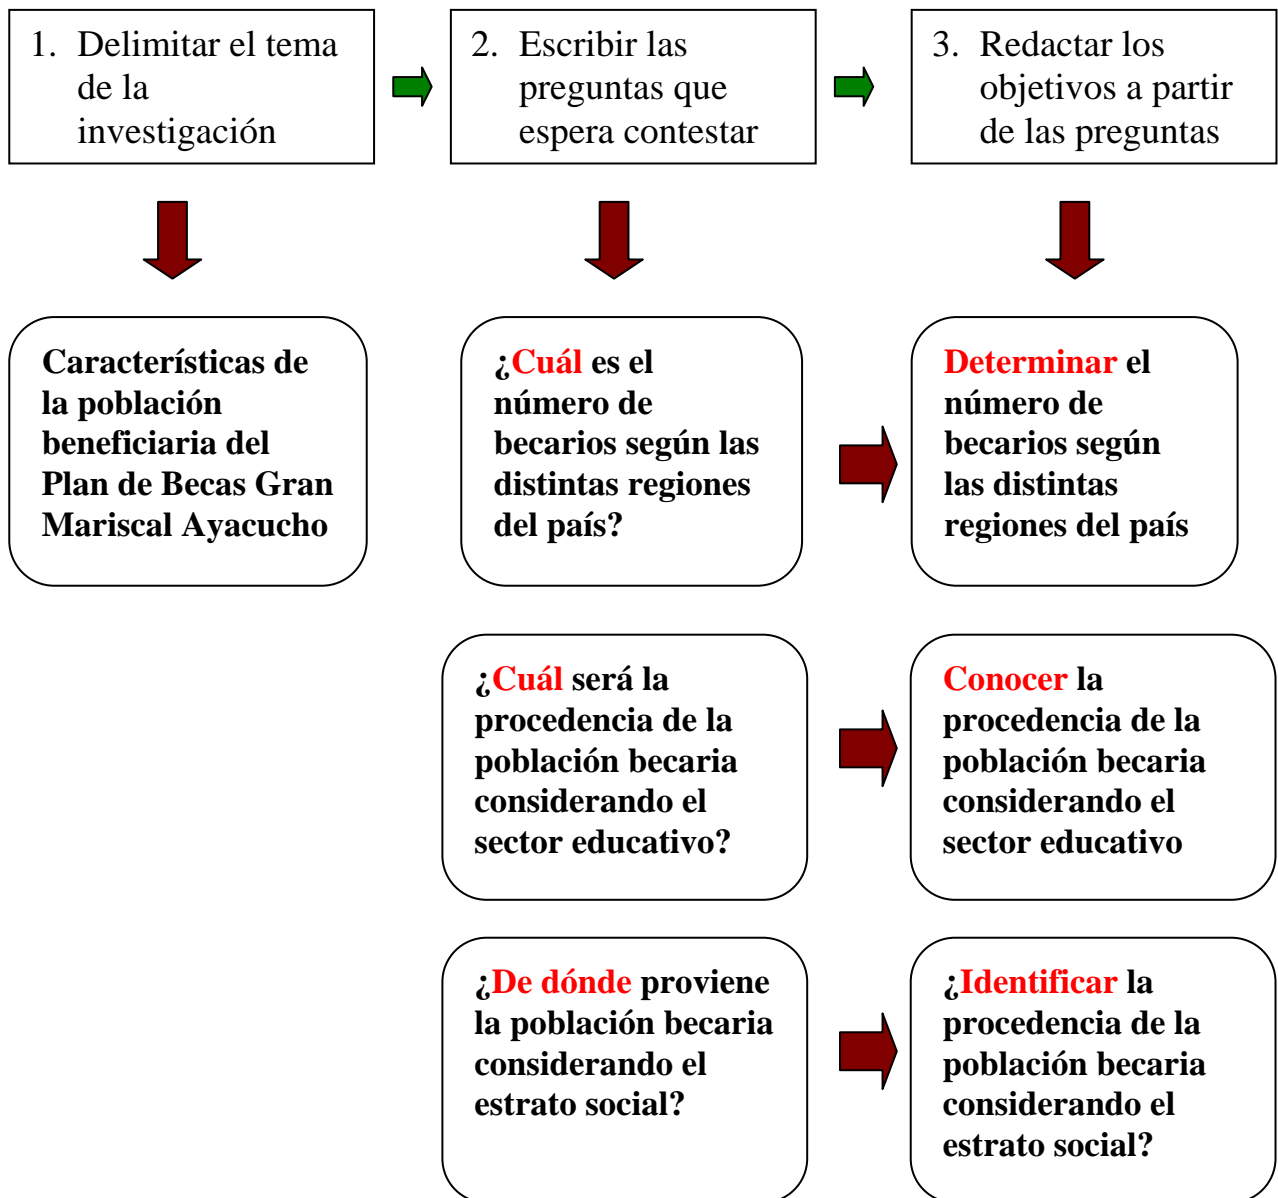 1. Delimitar el tema
de la
investigación
2. Escribir las
preguntas que
espera contestar
3. Redactar los
objetivos a partir
de las preguntas
Características de
la población
beneficiaria del
Plan de Becas Gran
Mariscal Ayacucho
¿Cuál es el
número de
becarios según las
distintas regiones
del país?
Determinar el
número de
becarios según
las distintas
regiones del país
¿Cuál será la
procedencia de la
población becaria
considerando el
sector educativo?
Conocer la
procedencia de la
población becaria
considerando el
sector educativo
¿De dónde proviene
la población becaria
considerando el
estrato social?
¿Identificar la
procedencia de la
población becaria
considerando el
estrato social?